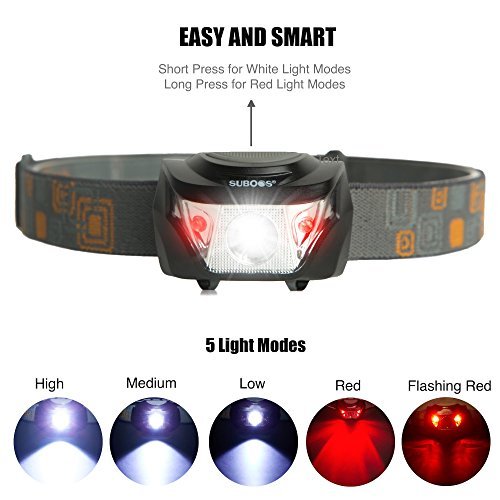 EASY AND SMART
Short Press for White Light Modes
Long Press for Red Light Modes
Text
SUBOOS®
5 Light Modes
High
Medium
Low
Red
Flashing Red